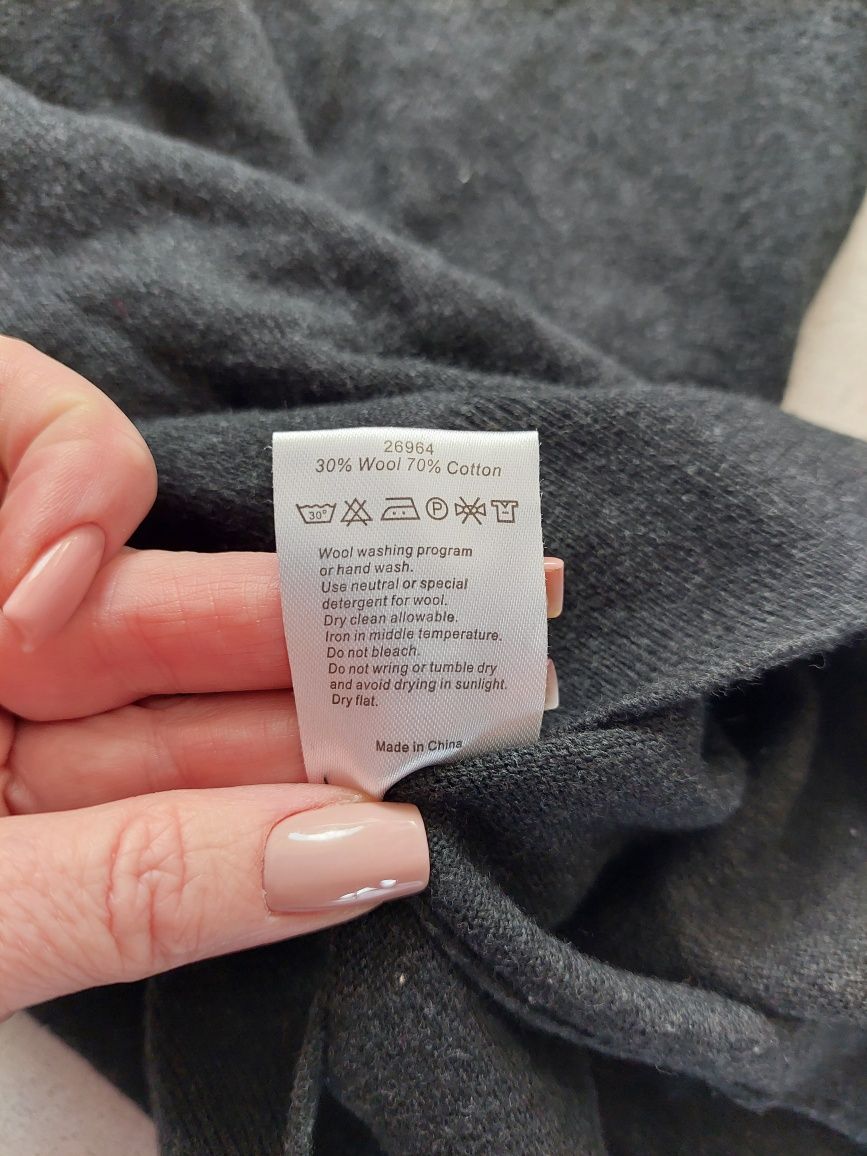 26964
30% Wool 70% Cotton
30°
P
Wool washing program
or hand wash.
Use neutral or special
detergent for wool.
Dry clean allowable.
Iron in middle temperature.
Do not bleach.
Do not wring or tumble dry
and avoid drying in sunlight.
Dry flat.
Made in China